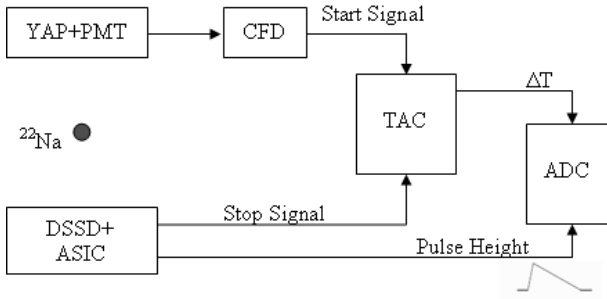 YAP+PMT
CFD
Start Signal
TAC
ΔT
ADC
²²Na
DSSD+
ASIC
Stop Signal
Pulse Height